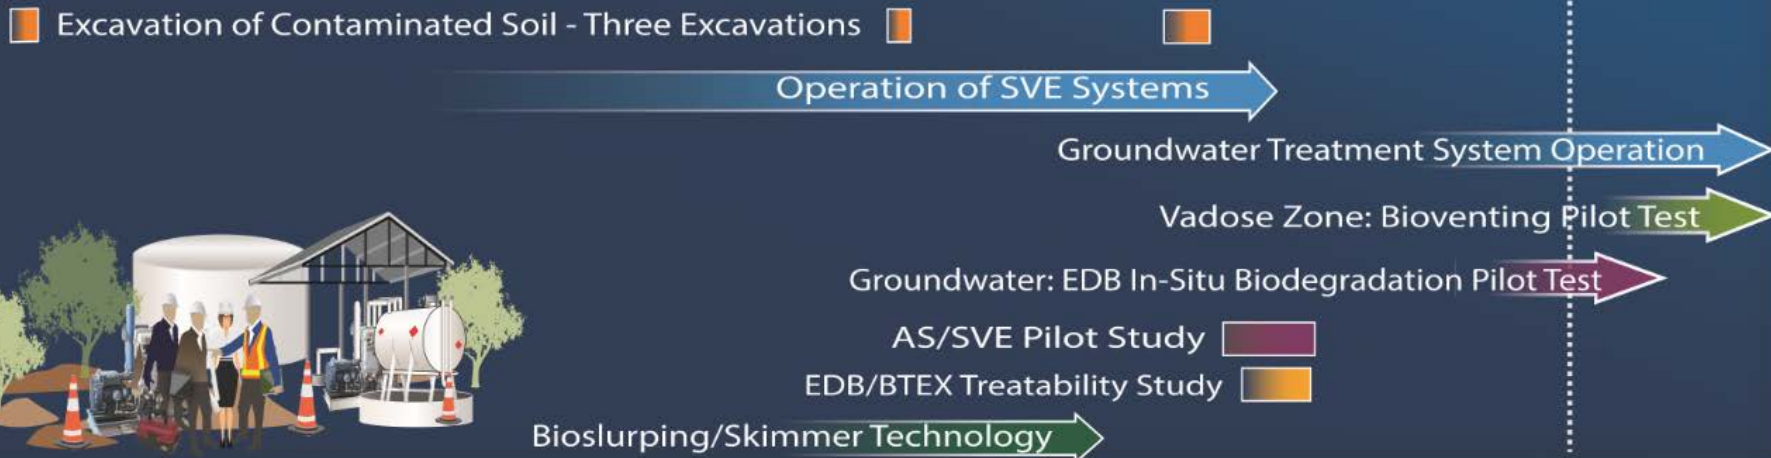 Excavation of Contaminated Soil - Three Excavations
Operation of SVE Systems
Groundwater Treatment System Operation
Vadose Zone: Bioventing Pilot Test
Groundwater: EDB In-Situ Biodegradation Pilot Test
AS/SVE Pilot Study
EDB/BTEX Treatability Study
Bioslurping/Skimmer Technology